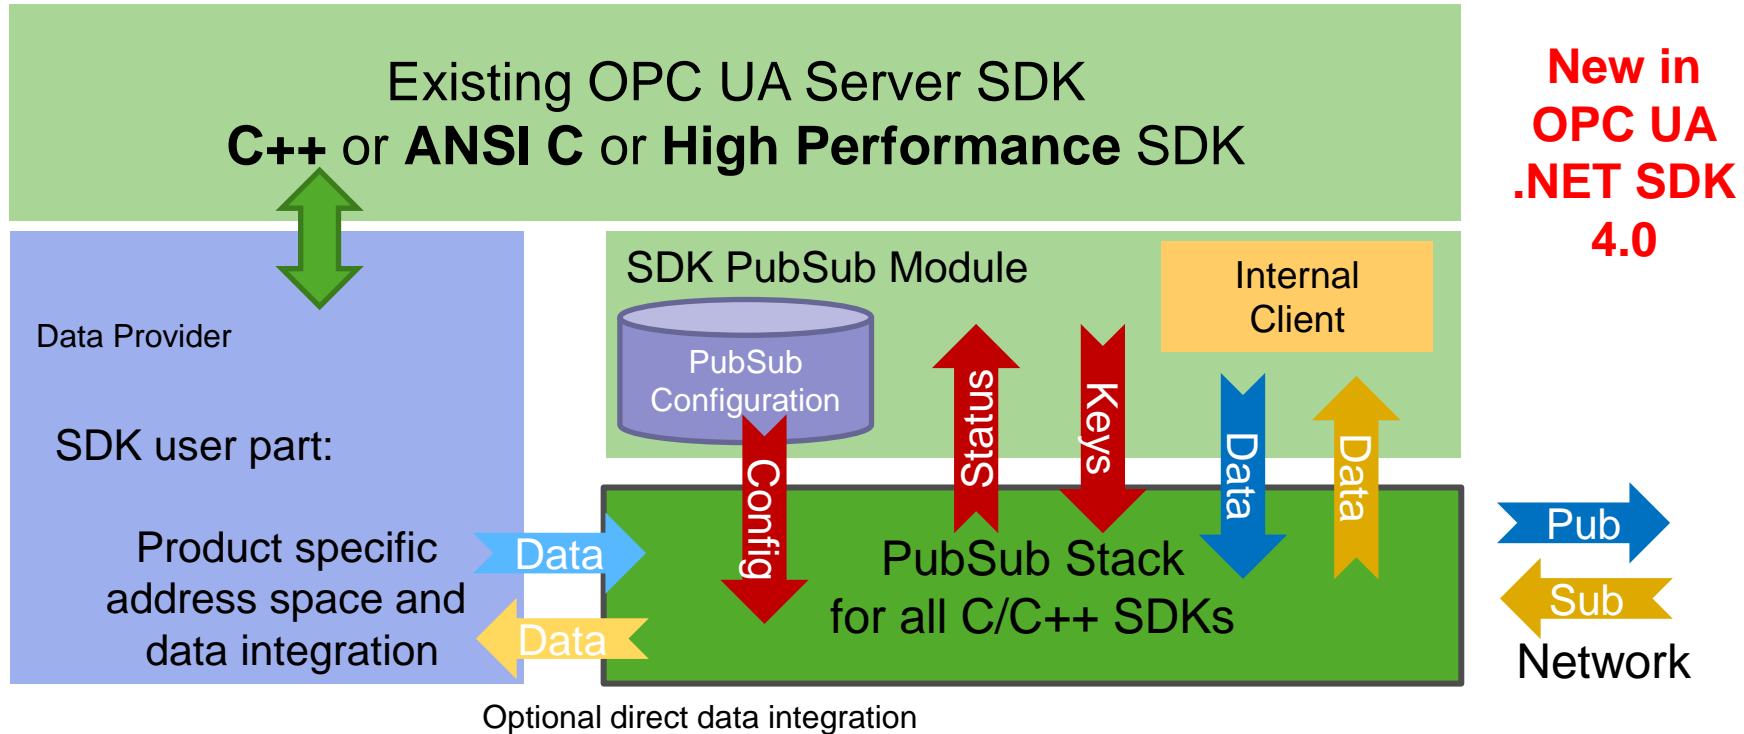 Existing OPC UA Server SDK
C++ or ANSI C or High Performance SDK
New in
OPC UA
.NET SDK
4.0
Data Provider
SDK user part:
Product specific
address space and
data integration
SDK PubSub Module
PubSub
Configuration
Internal
Client
Config
Status
Keys
Data
Data
Data
Data
PubSub Stack
for all C/C++ SDKs
Pub
Sub
Network
Optional direct data integration